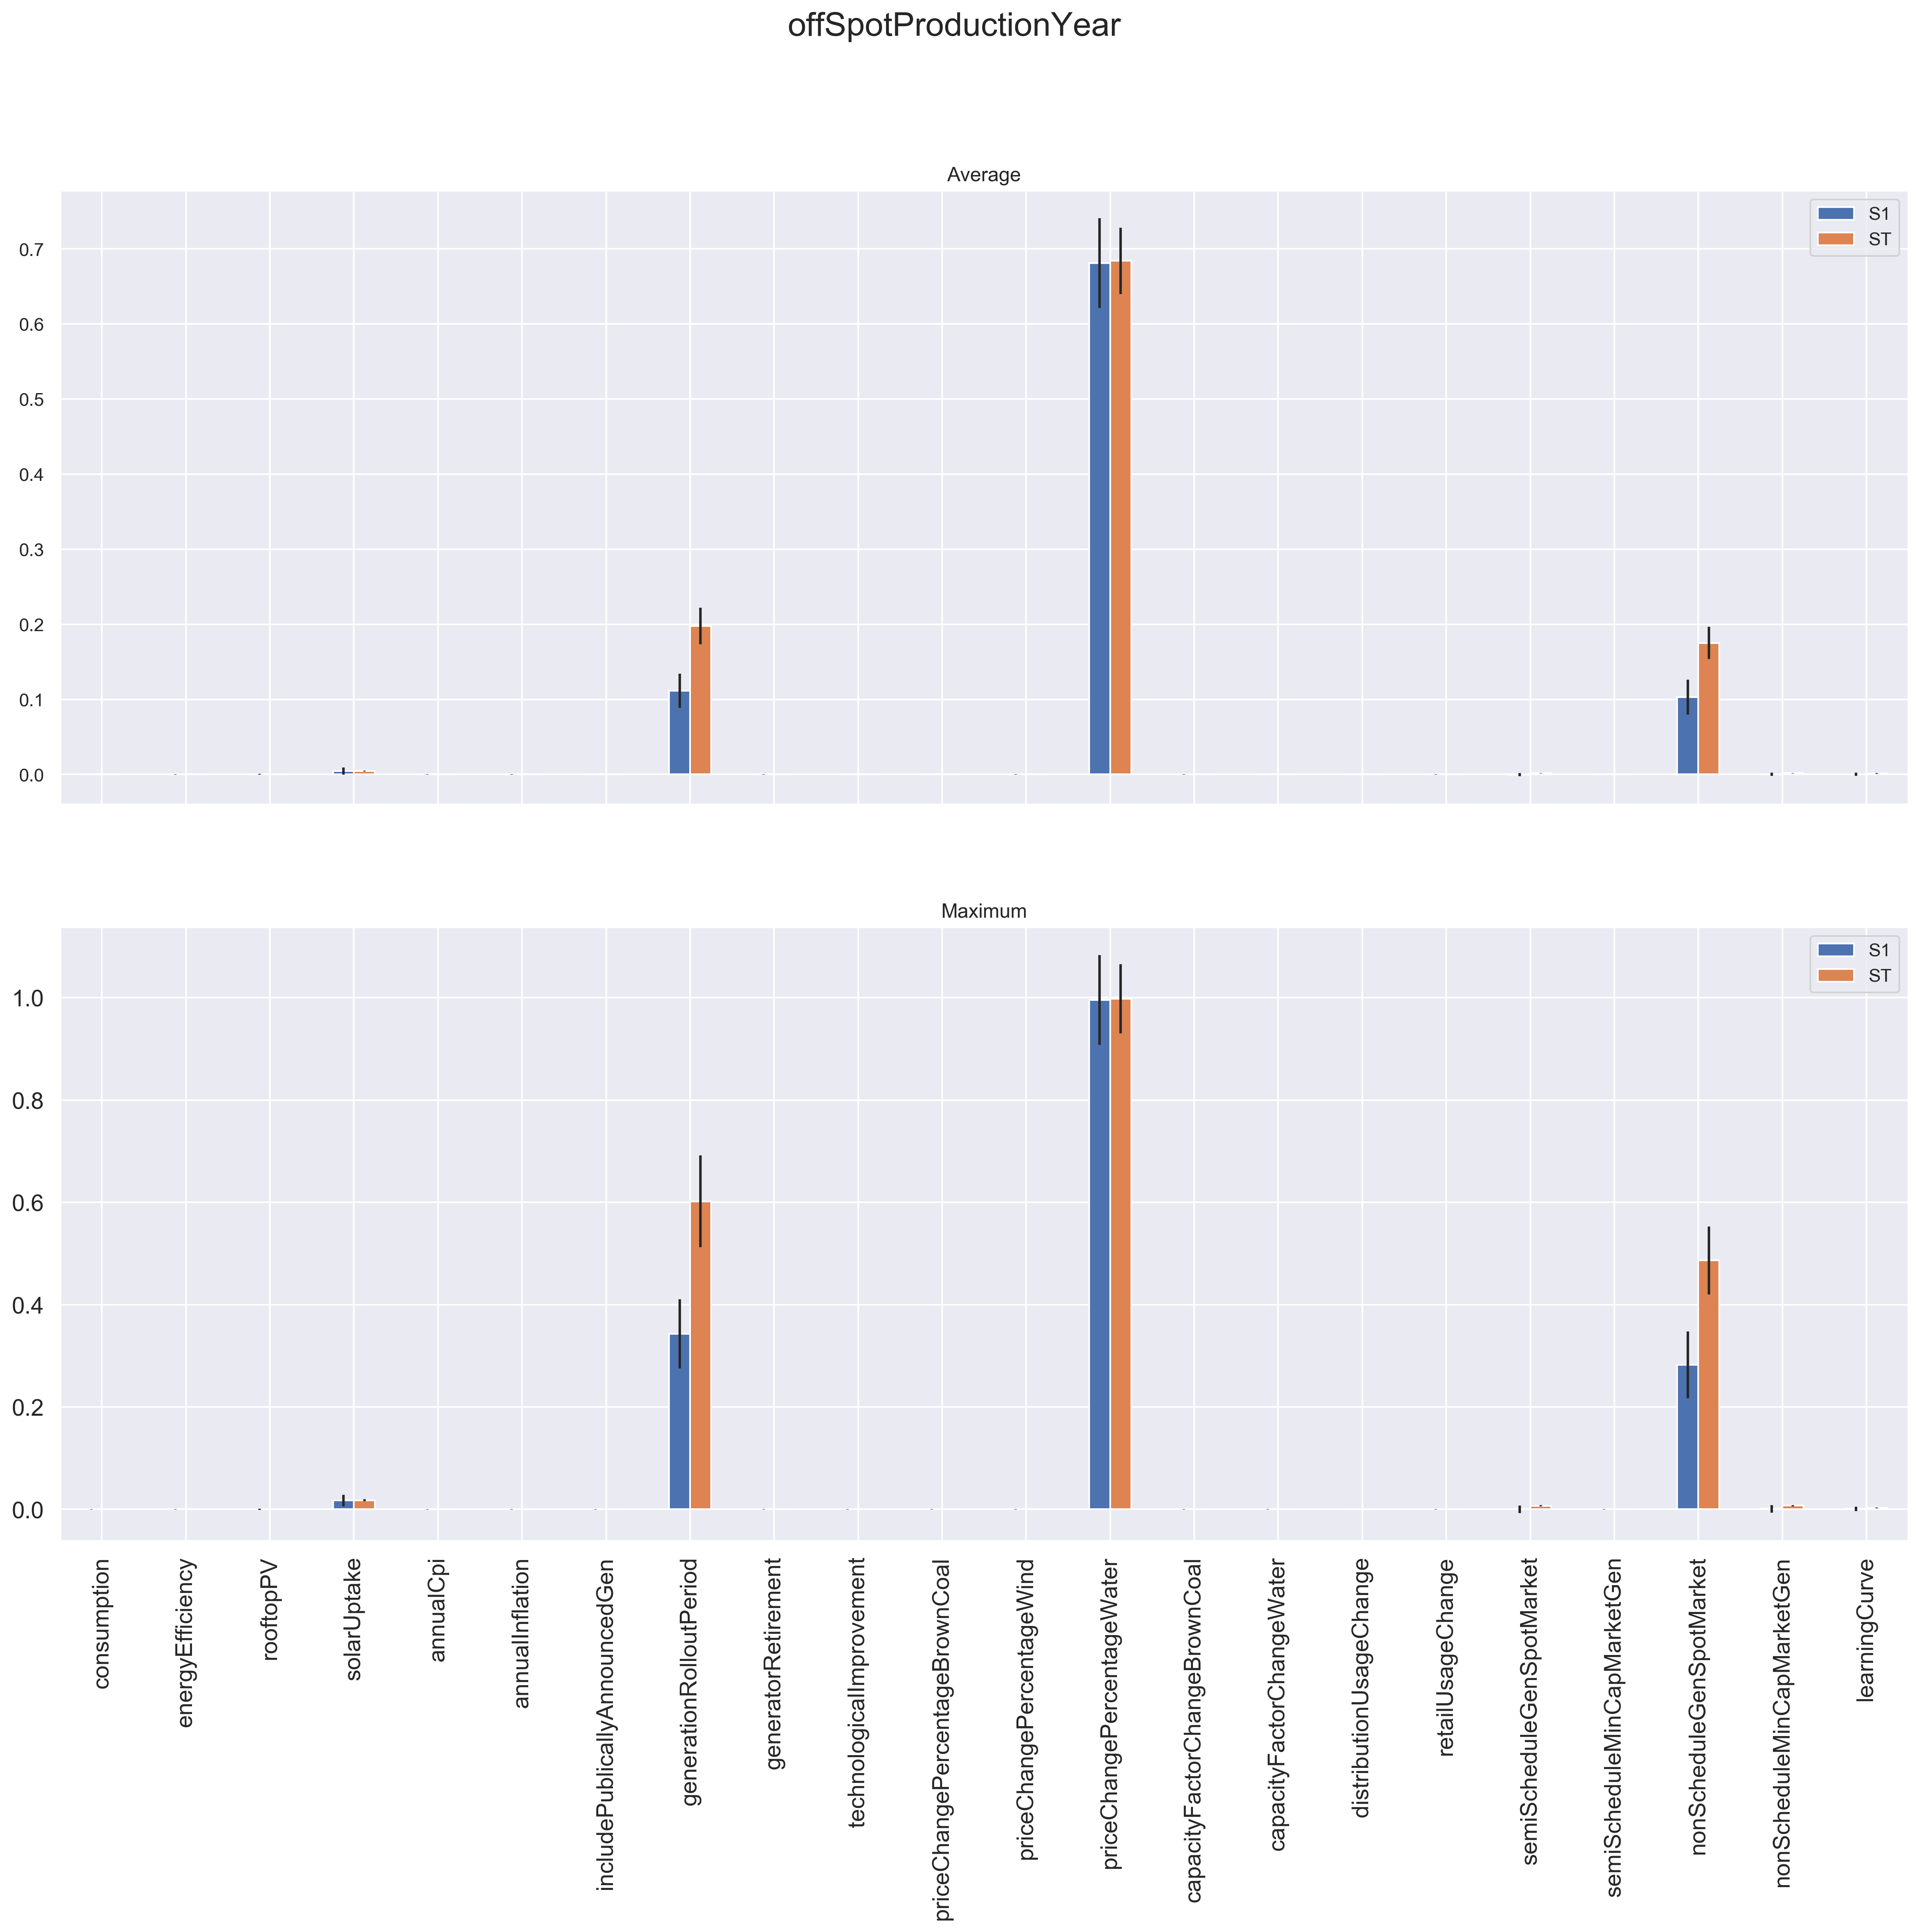 offSpotProductionYear
Average
S1
ST
0.7
0.6
0.5
0.4
0.3
0.2
0.1
0.0
Maximum
S1
ST
1.0
0.8
0.6
0.4
0.2
0.0
consumption
energyEfficiency
rooftopPV
solarUptake
annualCpi
annualInflation
includePublicallyAnnouncedGen
generationRolloutPeriod
generatorRetirement
technologicalImprovement
priceChangePercentageBrownCoal
priceChangePercentageWind
priceChangePercentageWater
capacityFactorChangeBrownCoal
capacityFactorChangeWater
distributionUsageChange
retailUsageChange
semiScheduleGenSpotMarket
semiScheduleMinCapMarketGen
nonScheduleGenSpotMarket
nonScheduleMinCapMarketGen
learningCurve